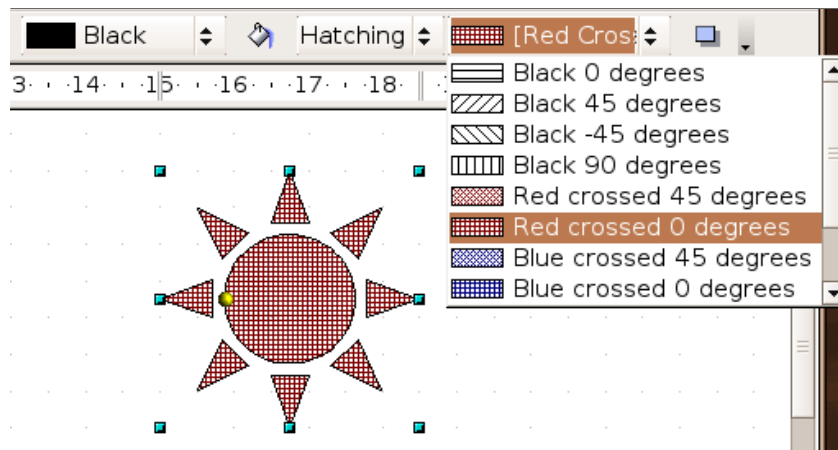 Black Hatching [Red Cros
3 · 14 · 15 · 16 · 17 · 18
Black 0 degrees
Black 45 degrees
Black -45 degrees
Black 90 degrees
Red crossed 45 degrees
Red crossed 0 degrees
Blue crossed 45 degrees
Blue crossed 0 degrees